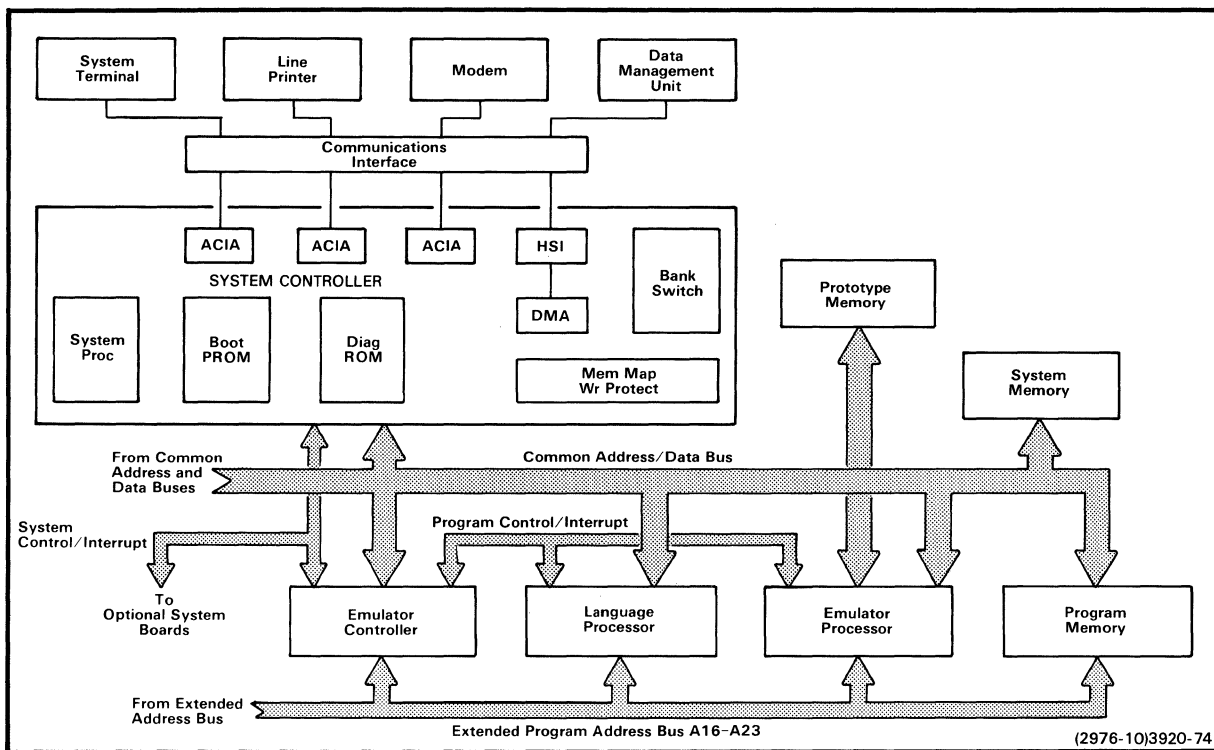 System
Terminal
Line
Printer
Modem
Data
Management
Unit
Communications
Interface
ACIA
ACIA
ACIA
HSI
SYSTEM CONTROLLER
Bank
Switch
DMA
System
Proc
Boot
PROM
Diag
ROM
Mem Map
Wr Protect
Prototype
Memory
System
Memory
From Common
Address and
Data Buses
Common Address/Data Bus
System
Control/Interrupt
Program Control/Interrupt
To
Optional System
Boards
Emulator
Controller
Language
Processor
Emulator
Processor
Program
Memory
From Extended
Address Bus
Extended Program Address Bus A16-A23
(2976-10)3920-74